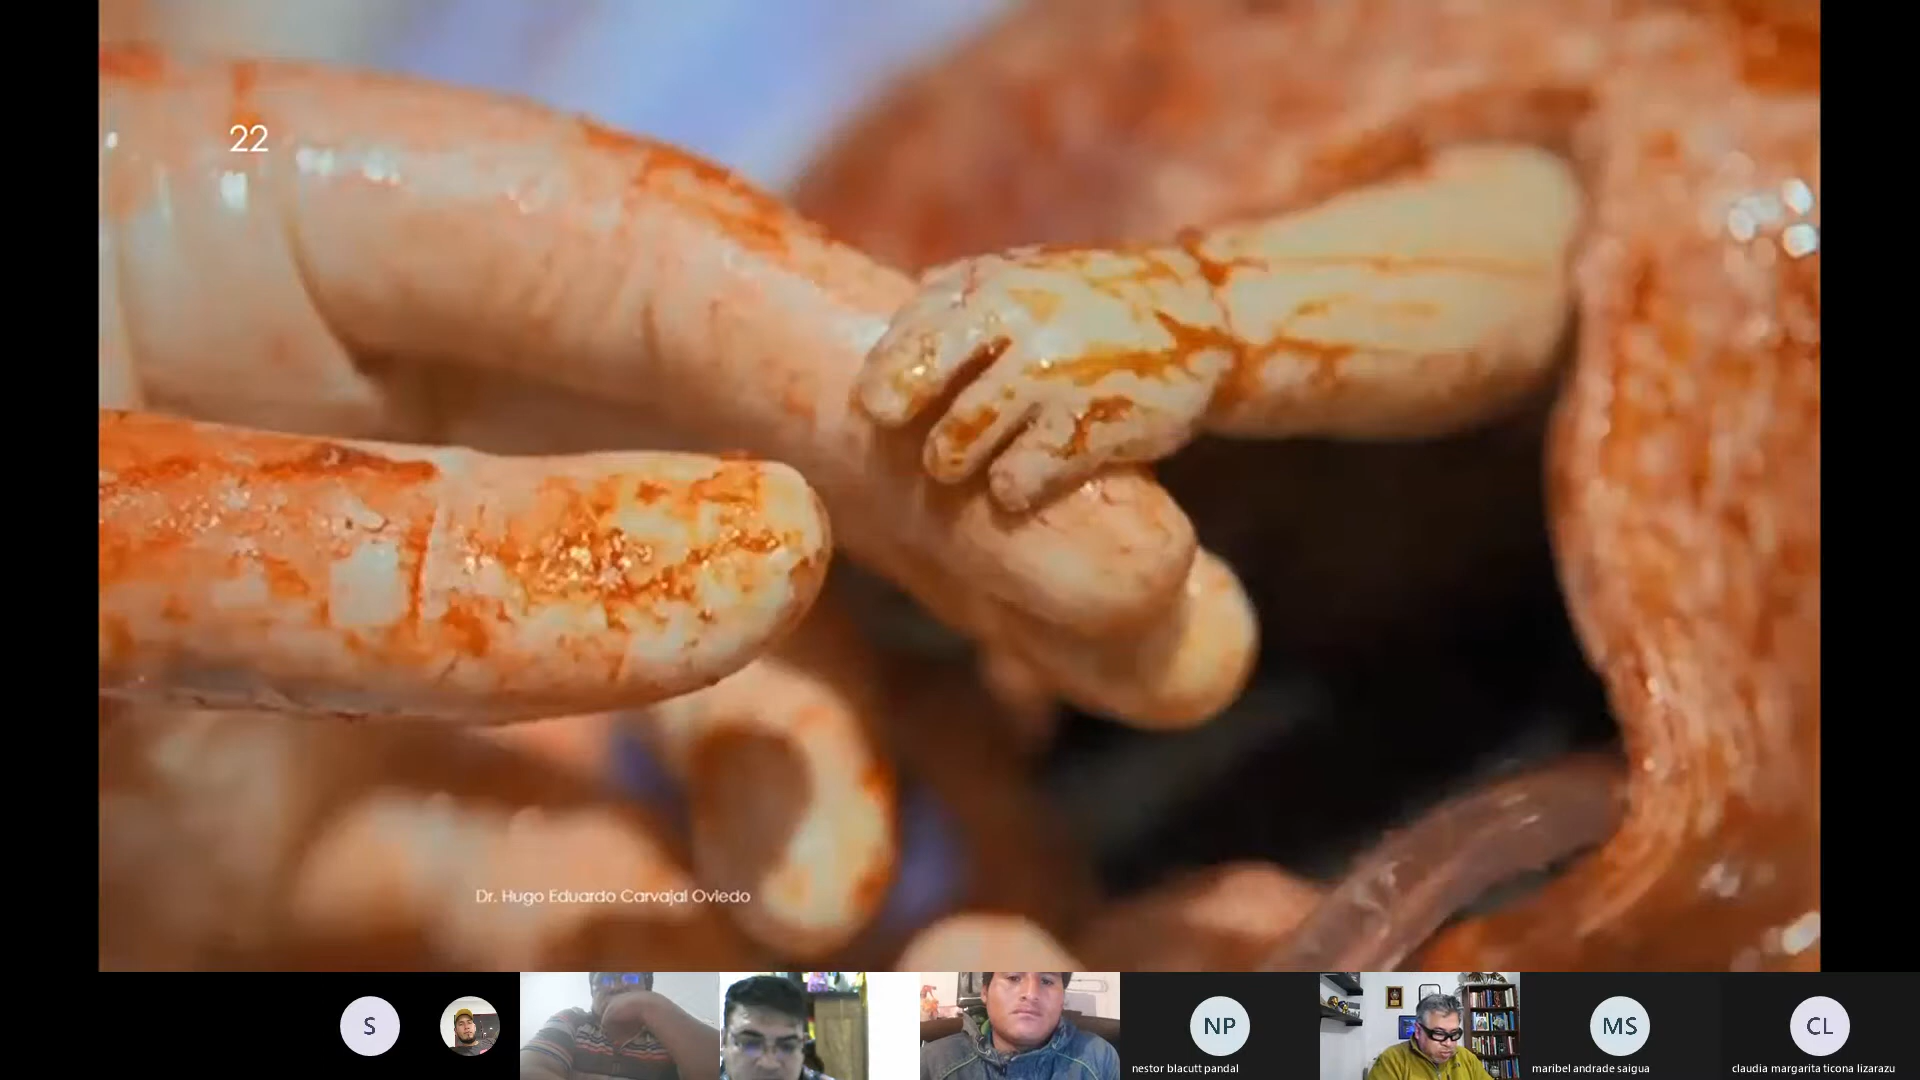 22
Dr. Hugo Eduardo Carvajal Oviedo
S
NP
MS
CL
nestor blacutt pandal
maribel andrade saigua
claudia margarita ticona lizarazu